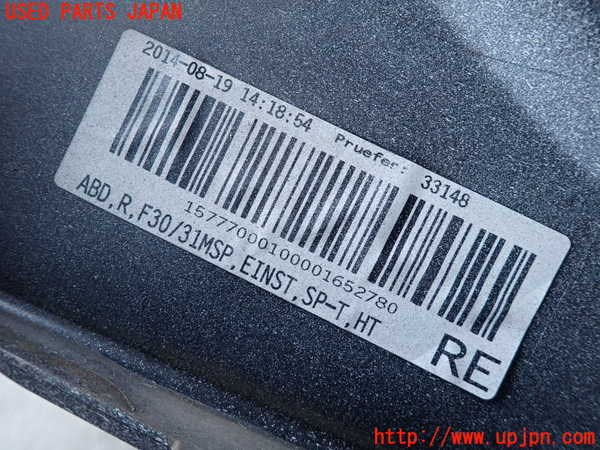 USED PARTS JAPAN
2014-08-19 14:18:54 Pruefer: 33148
15777000100001652780
ABD,R,F30/31MSP,EINST,SP-T,HT
RE
http://www.upjpn.com/